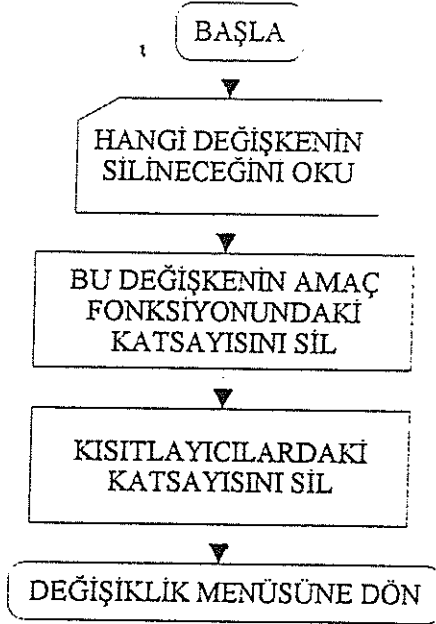 BAŞLA
HANGİ DEĞİŞKENİN
SİLİNECEĞİNİ OKU
BU DEĞİŞKENİN AMAÇ
FONKSİYONUNDAKİ
KATSAYISINI SİL
KISITLAYICILARDAKİ
KATSAYISINI SİL
DEĞİŞİKLİK MENÜSÜNE DÖN